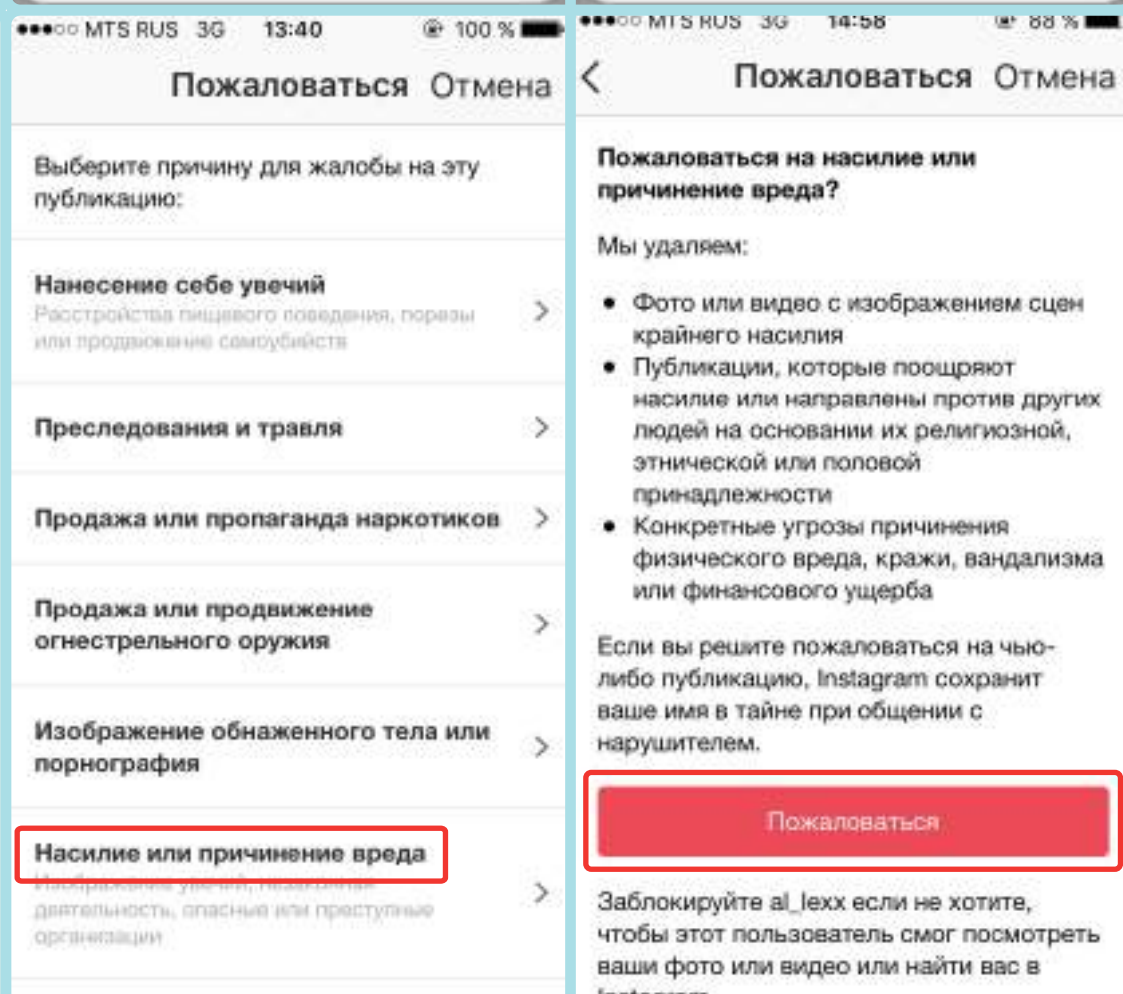 MTS RUS 3G 13:40 100 %
Пожаловаться Отмена
Выберите причину для жалобы на эту
публикацию:
Нанесение себе увечий
Расстройства пищевого поведения, порезы
или продвижение самоубийств
Преследования и травля
Продажа или пропаганда наркотиков
Продажа или продвижение
огнестрельного оружия
Изображение обнаженного тела или
порнография
Насилие или причинение вреда
Изображение увечий, незаконная
деятельность, опасные или преступные
организации
MTS RUS 3G 14:58 88 %
Пожаловаться Отмена
Пожаловаться на насилие или
причинение вреда?
Мы удаляем:
• Фото или видео с изображением сцен
крайнего насилия
• Публикации, которые поощряют
насилие или направлены против других
людей на основании их религиозной,
этнической или половой
принадлежности
• Конкретные угрозы причинения
физического вреда, кражи, вандализма
или финансового ущерба
Если вы решите пожаловаться на чью-
либо публикацию, Instagram сохранит
ваше имя в тайне при общении с
нарушителем.
Пожаловаться
Заблокируйте al_lexx если не хотите,
чтобы этот пользователь смог посмотреть
ваши фото или видео или найти вас в